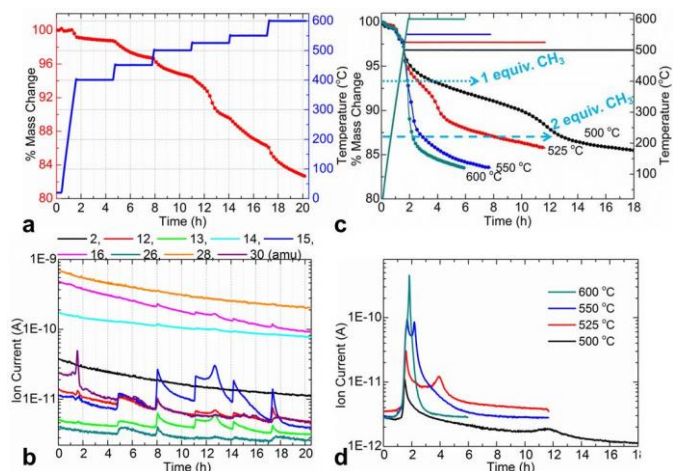 a
% Mass Change
100
95
90
85
80
600
500
400
300
200
100
0
Temperature (°C)
0 2 4 6 8 10 12 14 16 18 20
Time (h)
c
% Mass Change
100
95
90
85
80
600
500
400
300
200
100
Temperature (°C)
1 equiv. CH3
2 equiv. CH3
500 °C
525 °C
550 °C
600 °C
0 2 4 6 8 10 12 14 16 18
Time (h)
2, 12, 13, 14, 15,
16, 26, 28, 30 (amu)
b
Ion Current (A)
1E-9
1E-10
1E-11
0 2 4 6 8 10 12 14 16 18 20
Time (h)
d
Ion Current (A)
1E-10
1E-11
1E-12
600 °C
550 °C
525 °C
500 °C
0 2 4 6 8 10 12 14 16 18
Time (h)